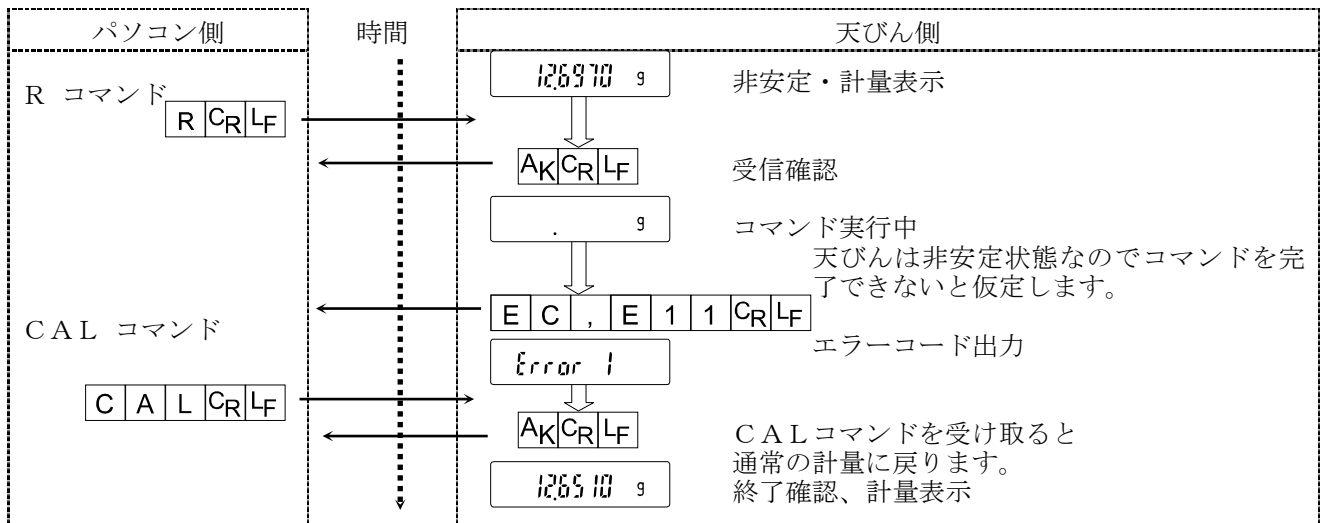 パソコン側 時間 天びん側
12.6970 g 非安定・計量表示
R コマンド
R CR LF
AK CR LF 受信確認
. g コマンド実行中
天びんは非安定状態なのでコマンドを完
了できないと仮定します。
E C , E 1 1 CR LF
CAL コマンド
エラーコード出力
Error 1
C A L CR LF
AK CR LF CALコマンドを受け取ると
通常の計量に戻ります。
12.6510 g 終了確認、計量表示